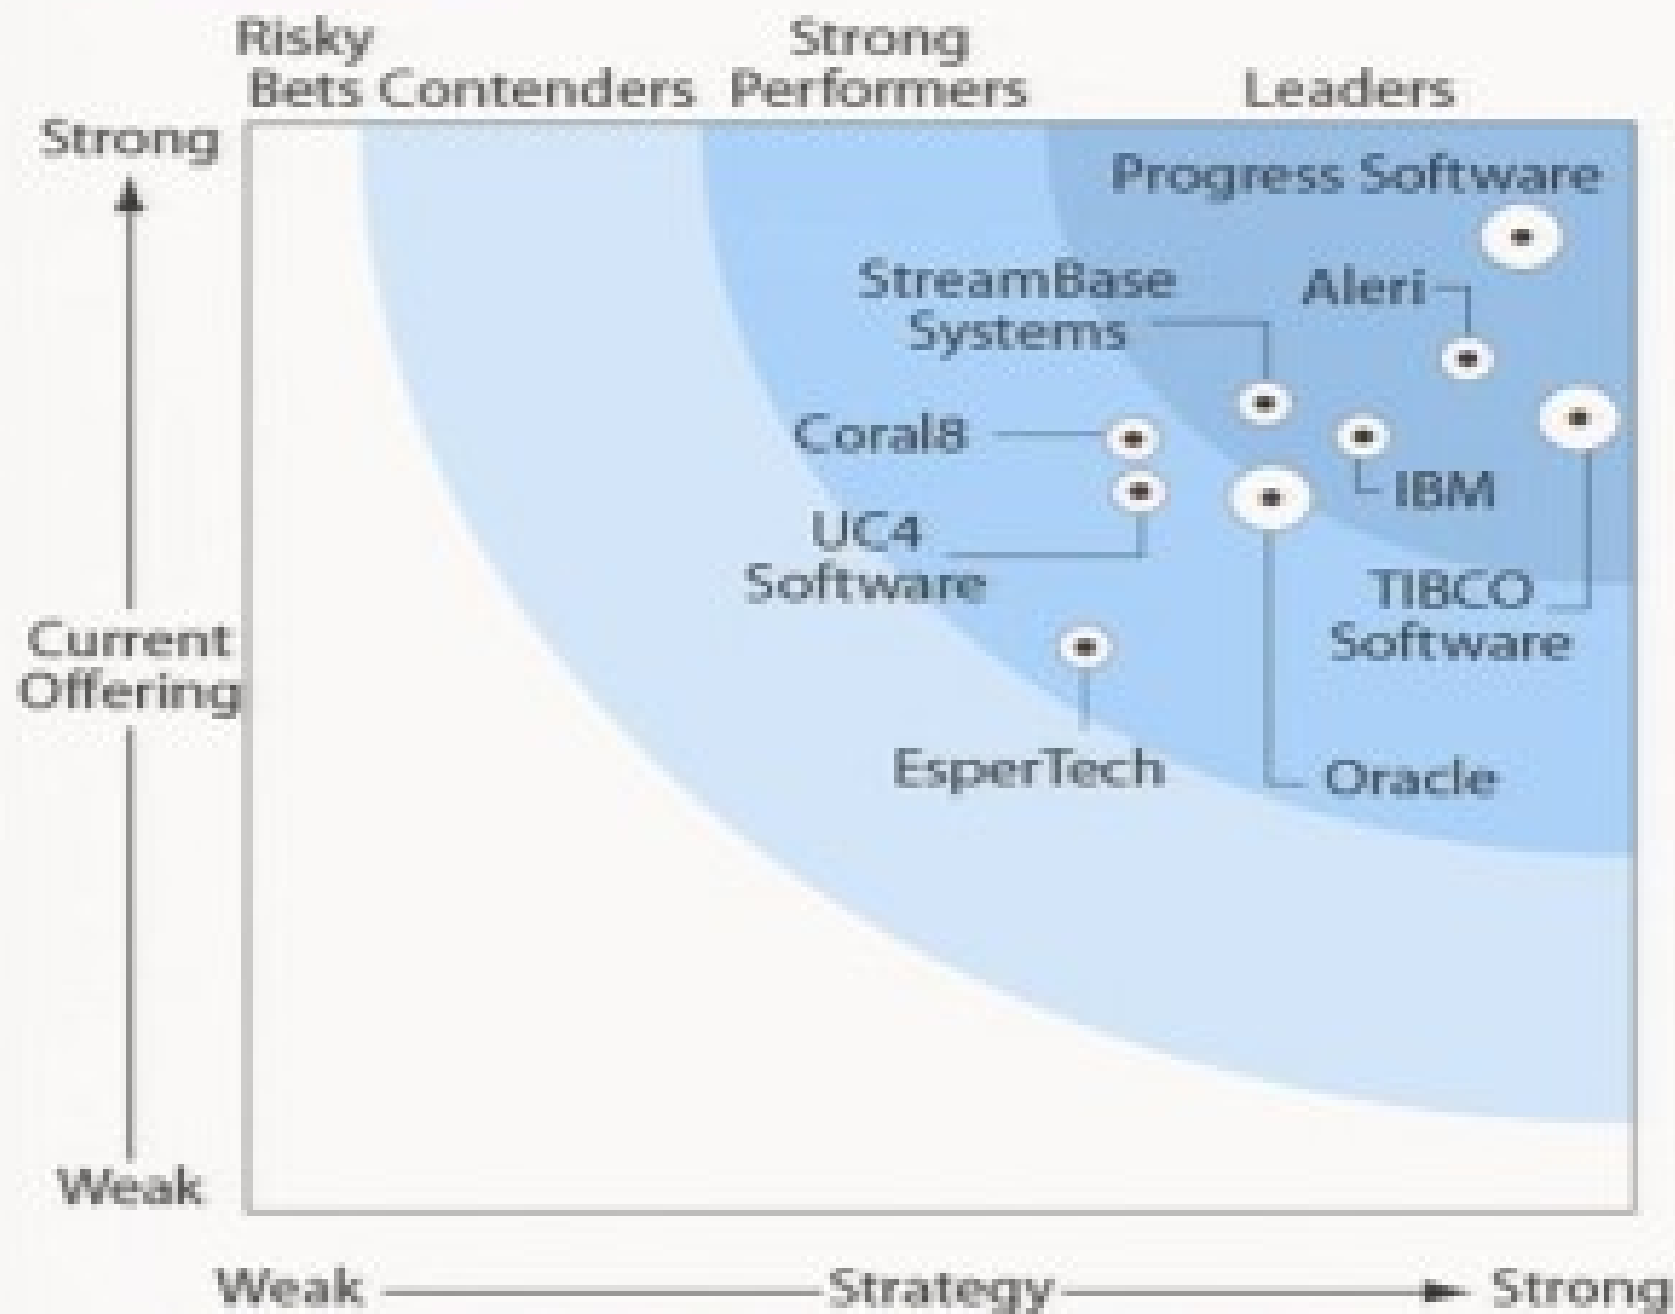 Risky
Bets
Contenders
Strong
Performers
Leaders
Strong
Progress Software
StreamBase
Systems
Aleri
Coral8
IBM
UC4
Software
TIBCO
Software
Current
Offering
EsperTech
Oracle
Weak
Weak
Strategy
Strong